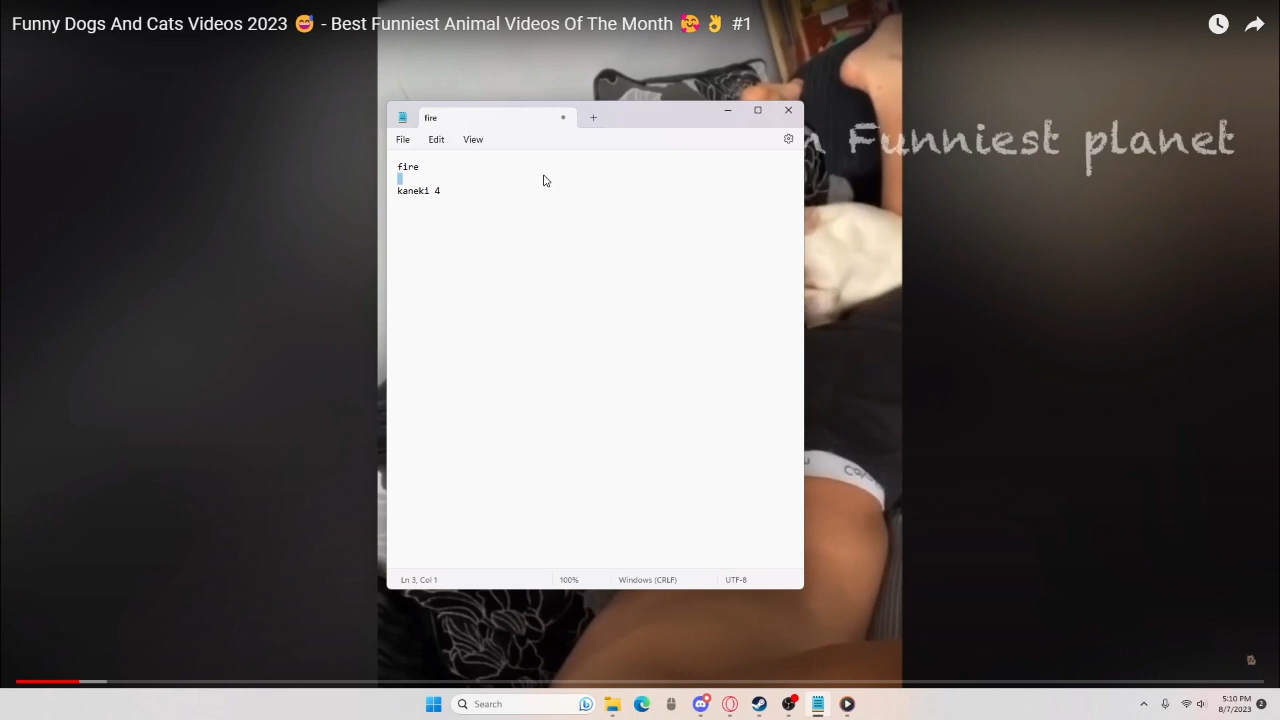 Funny Dogs And Cats Videos 2023 😅 - Best Funniest Animal Videos Of The Month 🥰 👌 #1
Funniest planet
fire
File Edit View
fire
kaneki 4
Ln 3, Col 1 100% Windows (CRLF) UTF-8
Search
5:10 PM
8/7/2023